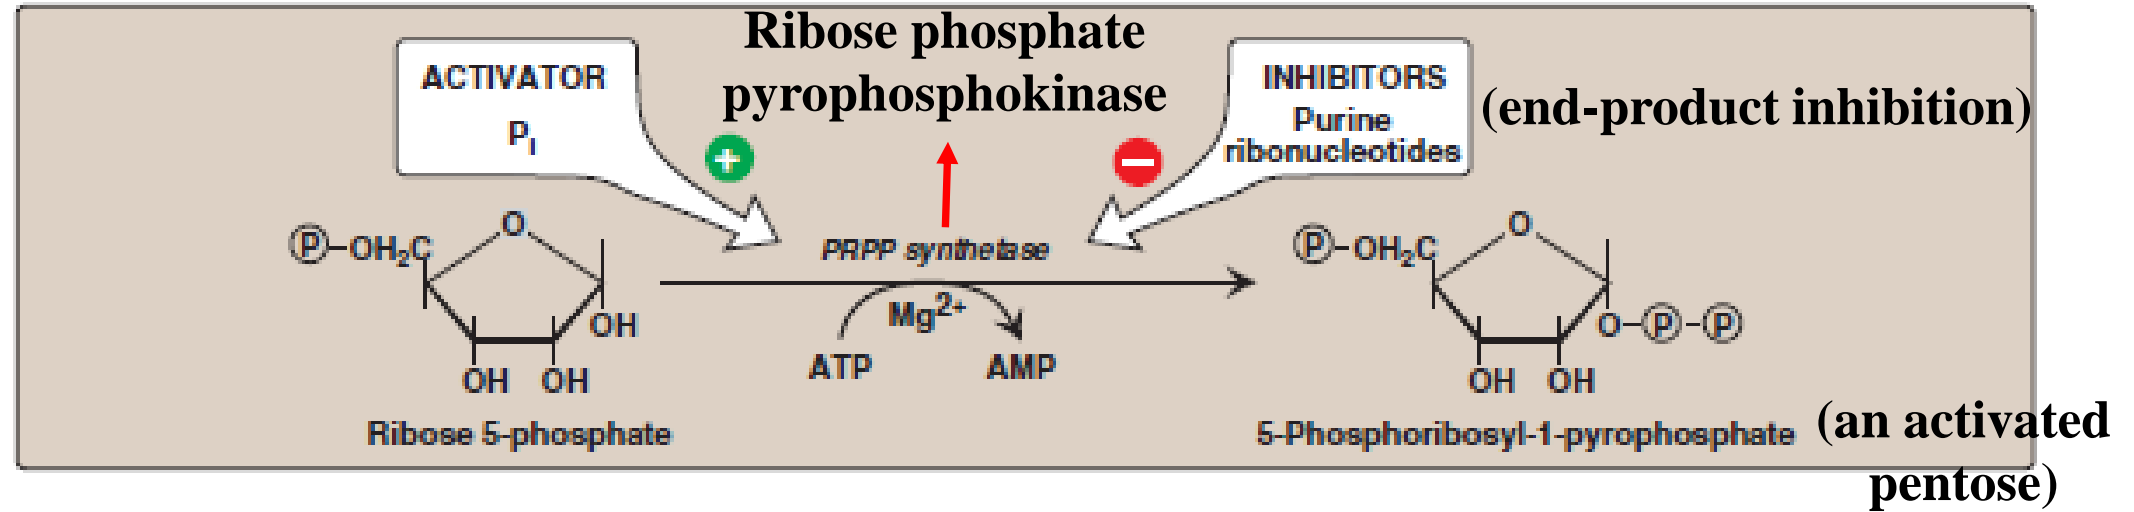 Ribose phosphate
pyrophosphokinase
ACTIVATOR
Pi
INHIBITORS
Purine
ribonucleotides
(end-product inhibition)
+
−
P–OH2C
O
OH
OH OH
Ribose 5-phosphate
PRPP synthetase
Mg2+
ATP
AMP
P–OH2C
O
O–P–P
OH OH
5-Phosphoribosyl-1-pyrophosphate
(an activated
pentose)